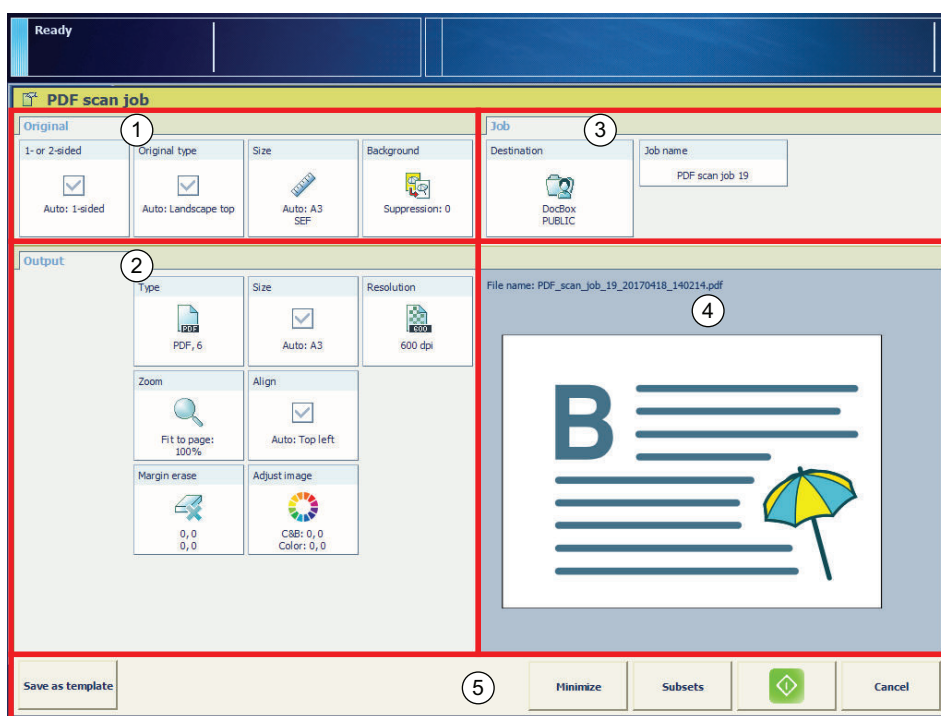 Ready
PDF scan job
Original
1
1- or 2-sided
Auto: 1-sided
Original type
Auto: Landscape top
Size
Auto: A3
SEF
Background
Suppression: 0
Job
3
Destination
DocBox
PUBLIC
Job name
PDF scan job 19
Output
2
Type
PDF
PDF, 6
Size
Auto: A3
Resolution
600
600 dpi
Zoom
Fit to page:
100%
Align
Auto: Top left
Margin erase
0, 0
0, 0
Adjust image
C&B: 0, 0
Color: 0, 0
File name: PDF_scan_job_19_20170418_140214.pdf
4
B
Save as template
5
Minimize
Subsets
Cancel